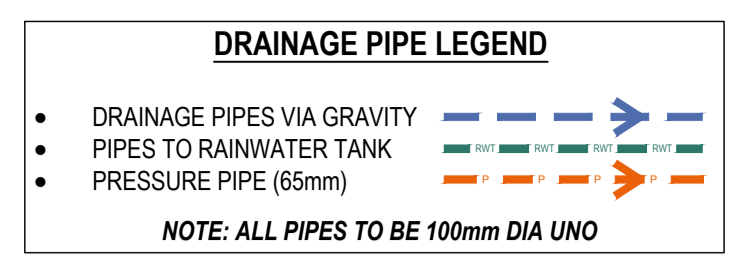 DRAINAGE PIPE LEGEND
• DRAINAGE PIPES VIA GRAVITY
• PIPES TO RAINWATER TANK RWT RWT RWT RWT
• PRESSURE PIPE (65mm) P P P P
NOTE: ALL PIPES TO BE 100mm DIA UNO